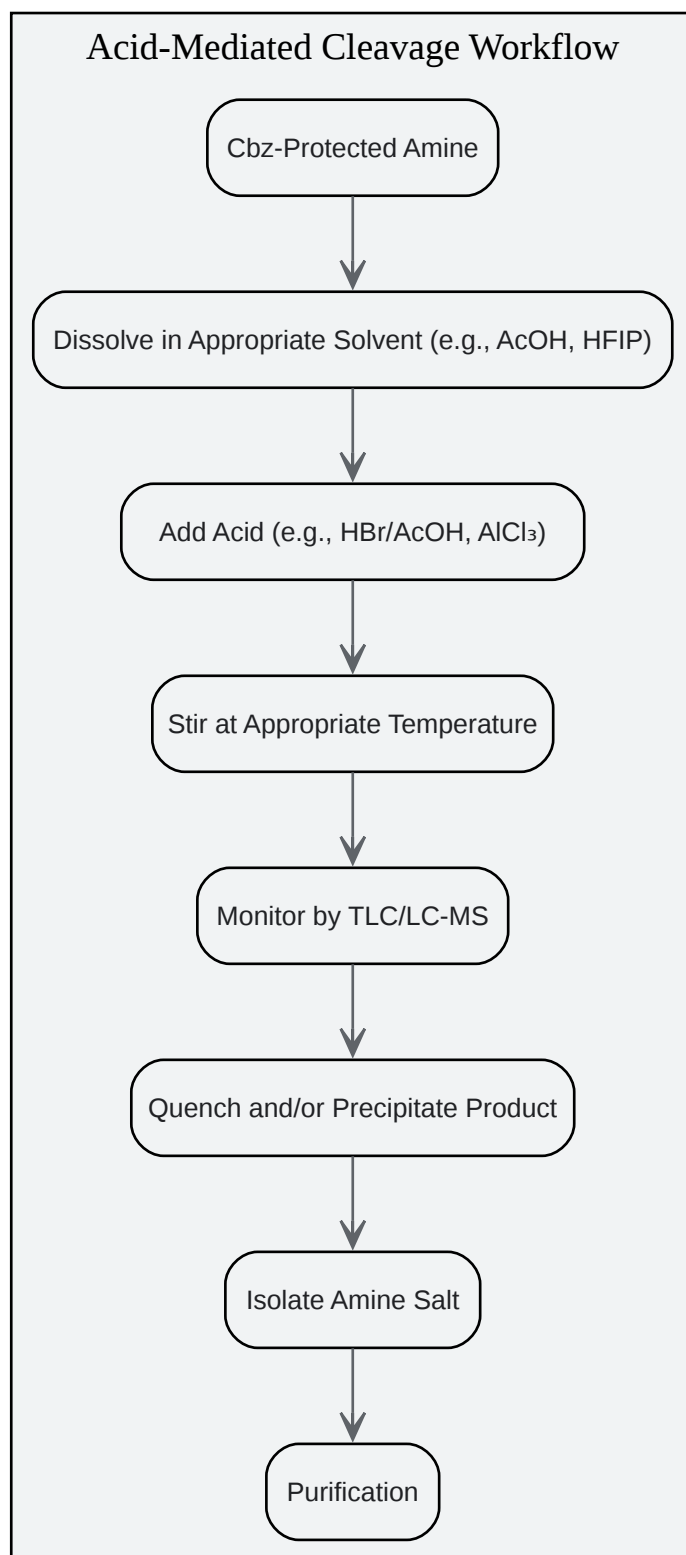 Acid-Mediated Cleavage Workflow
Cbz-Protected Amine
Dissolve in Appropriate Solvent (e.g., AcOH, HFIP)
Add Acid (e.g., HBr/AcOH, AlCl₃)
Stir at Appropriate Temperature
Monitor by TLC/LC-MS
Quench and/or Precipitate Product
Isolate Amine Salt
Purification